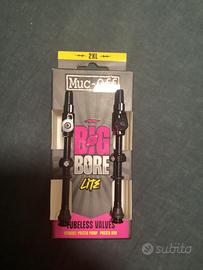 2XL
Muc-Off
BIG
BORE
LITE
TUBELESS VALVES
subito